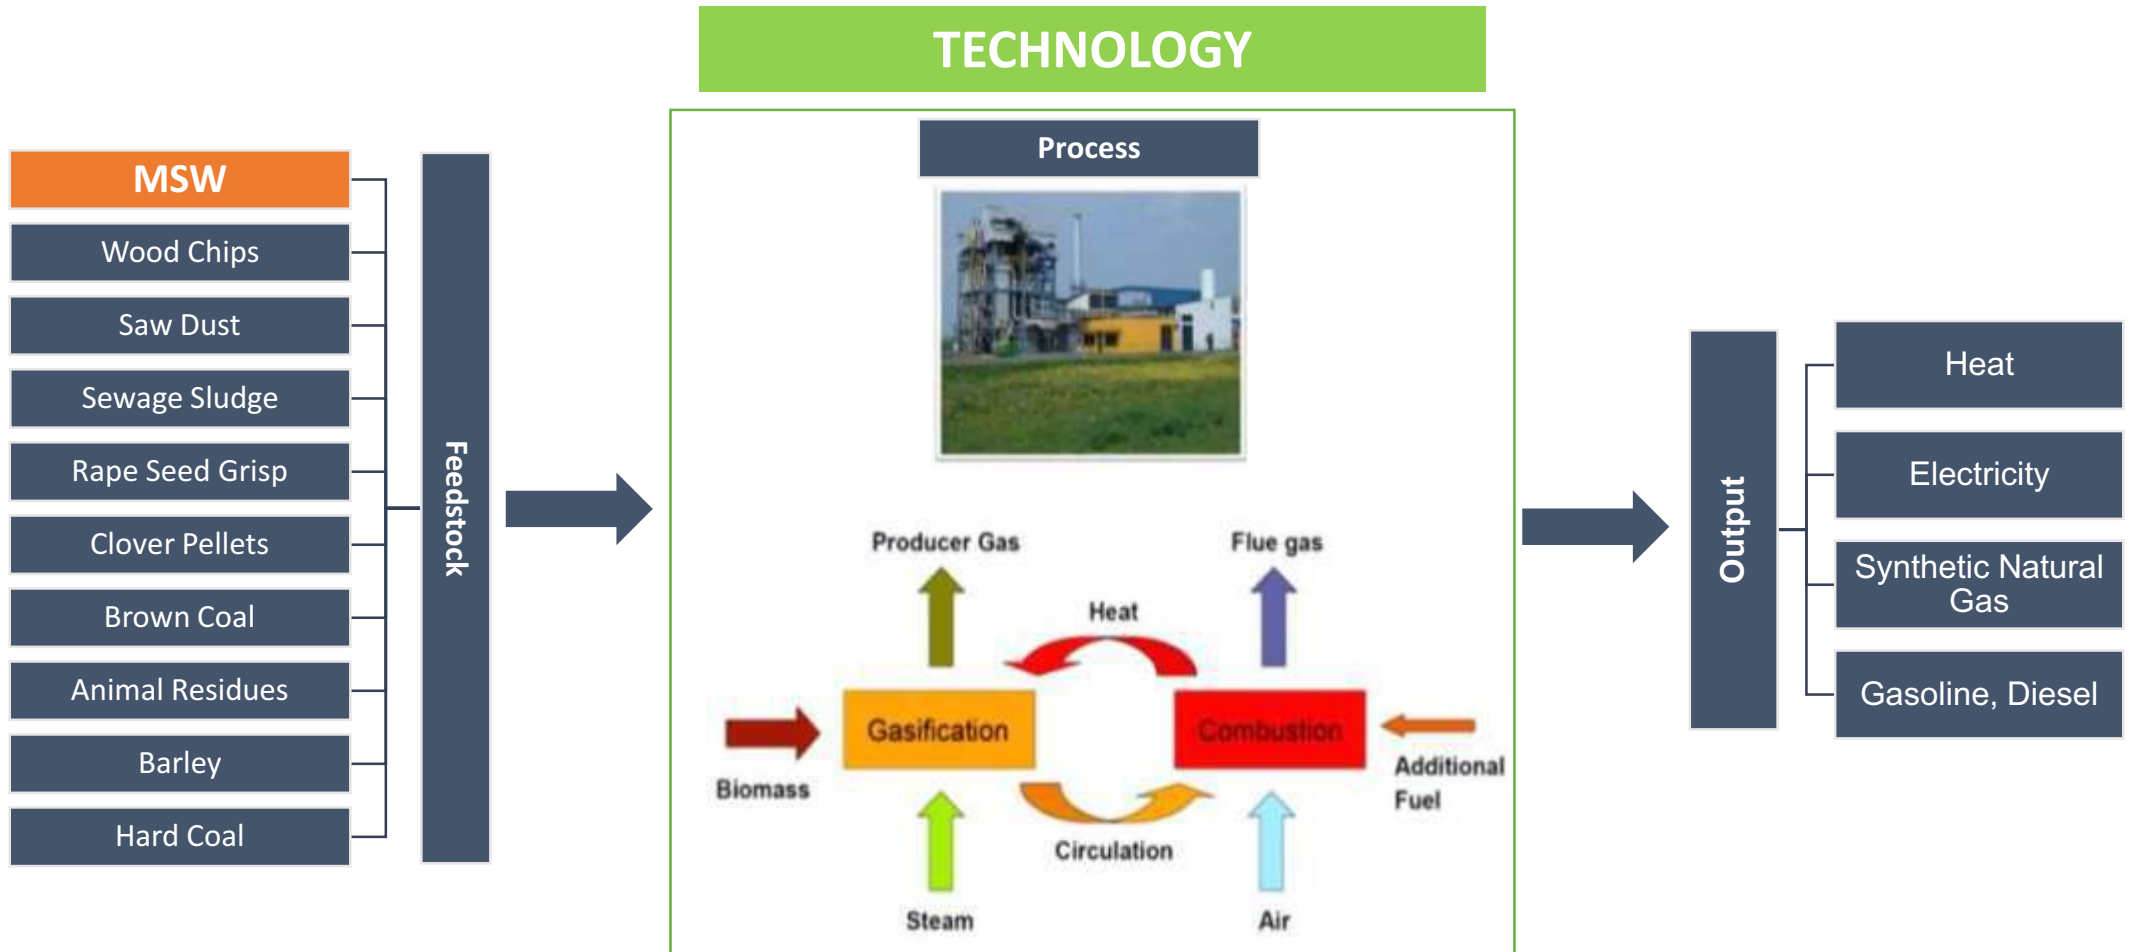 TECHNOLOGY
Process
MSW
Wood Chips
Saw Dust
Sewage Sludge
Rape Seed Grisp
Clover Pellets
Brown Coal
Animal Residues
Barley
Hard Coal
Feedstock
Producer Gas
Flue gas
Heat
Gasification
Combustion
Biomass
Additional
Fuel
Circulation
Steam
Air
Output
Heat
Electricity
Synthetic Natural
Gas
Gasoline, Diesel